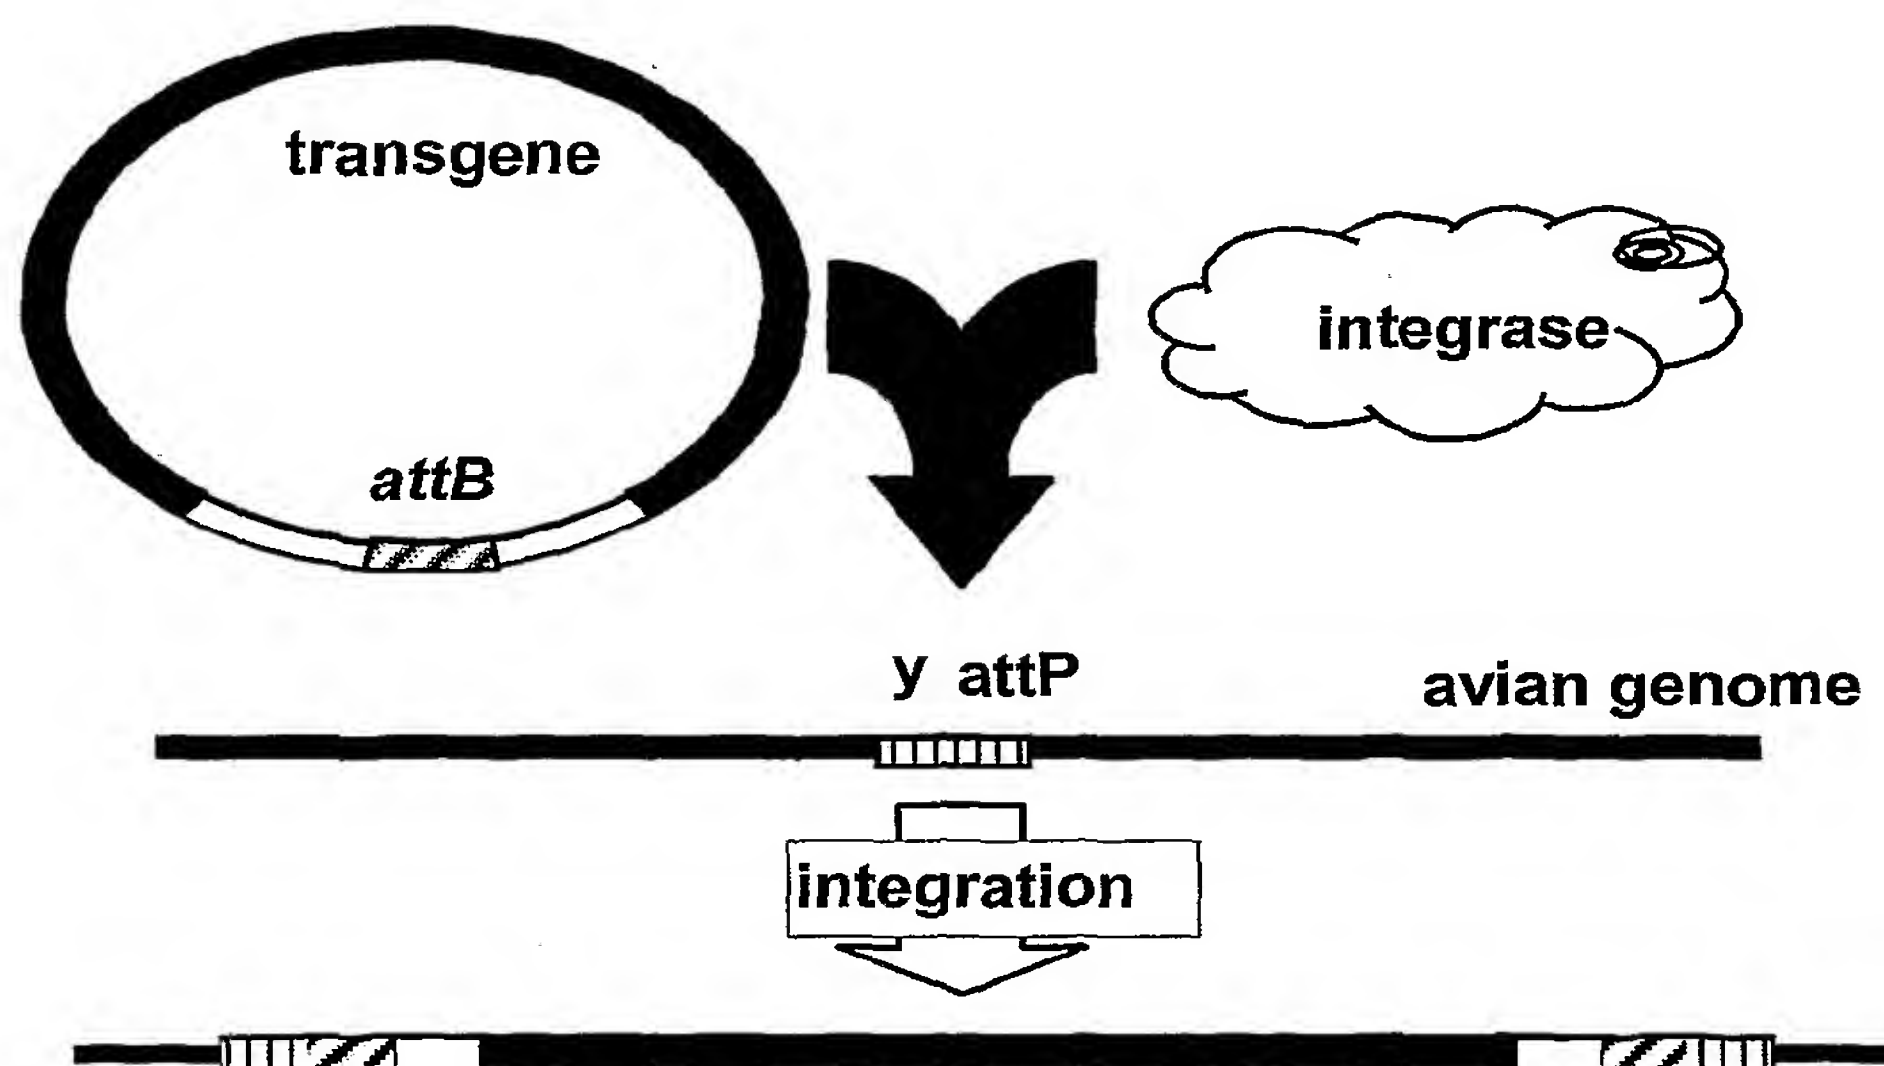 transgene
integrase
attB
y attP
avian genome
integration